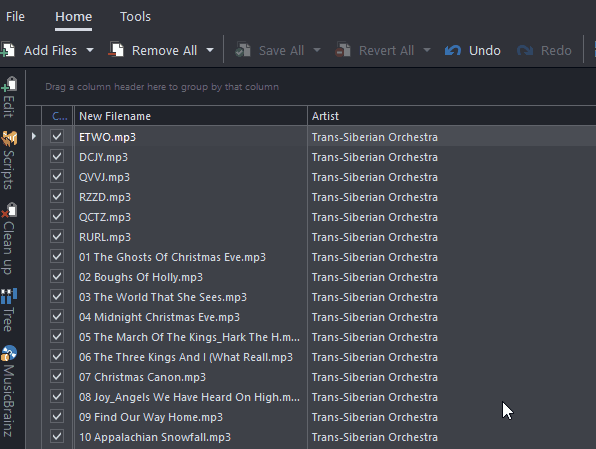 File Home Tools
Add Files Remove All Save All Revert All Undo Redo
Drag a column header here to group by that column
C... New Filename Artist
ETWO.mp3 Trans-Siberian Orchestra
DCJY.mp3 Trans-Siberian Orchestra
QVVJ.mp3 Trans-Siberian Orchestra
RZZD.mp3 Trans-Siberian Orchestra
QCTZ.mp3 Trans-Siberian Orchestra
RURL.mp3 Trans-Siberian Orchestra
01 The Ghosts Of Christmas Eve.mp3 Trans-Siberian Orchestra
02 Boughs Of Holly.mp3 Trans-Siberian Orchestra
03 The World That She Sees.mp3 Trans-Siberian Orchestra
04 Midnight Christmas Eve.mp3 Trans-Siberian Orchestra
05 The March Of The Kings_Hark The H.m... Trans-Siberian Orchestra
06 The Three Kings And I (What Reall.mp3 Trans-Siberian Orchestra
07 Christmas Canon.mp3 Trans-Siberian Orchestra
08 Joy_Angels We Have Heard On High.m... Trans-Siberian Orchestra
09 Find Our Way Home.mp3 Trans-Siberian Orchestra
10 Appalachian Snowfall.mp3 Trans-Siberian Orchestra
Edit
Scripts
Clean up
Tree
MusicBrainz